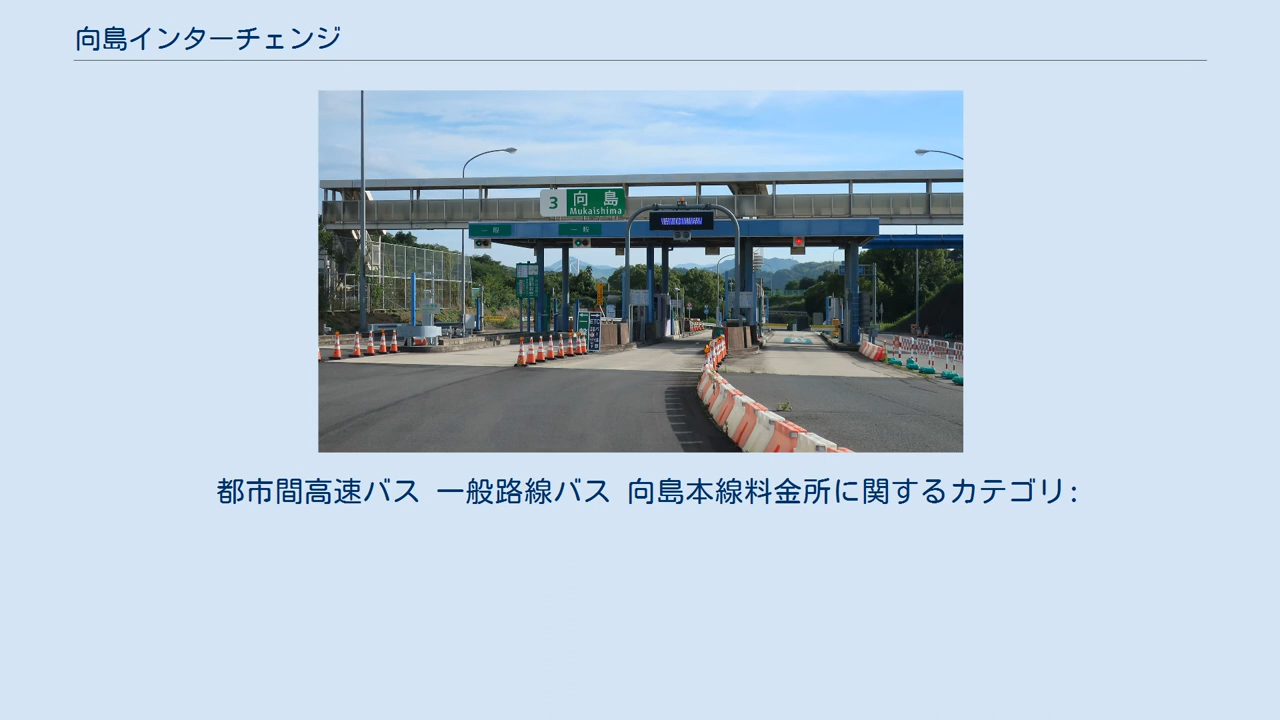 向島インターチェンジ
3 向島
Mukaishima
一般 一般
都市間高速バス 一般路線バス 向島本線料金所に関するカテゴリ: